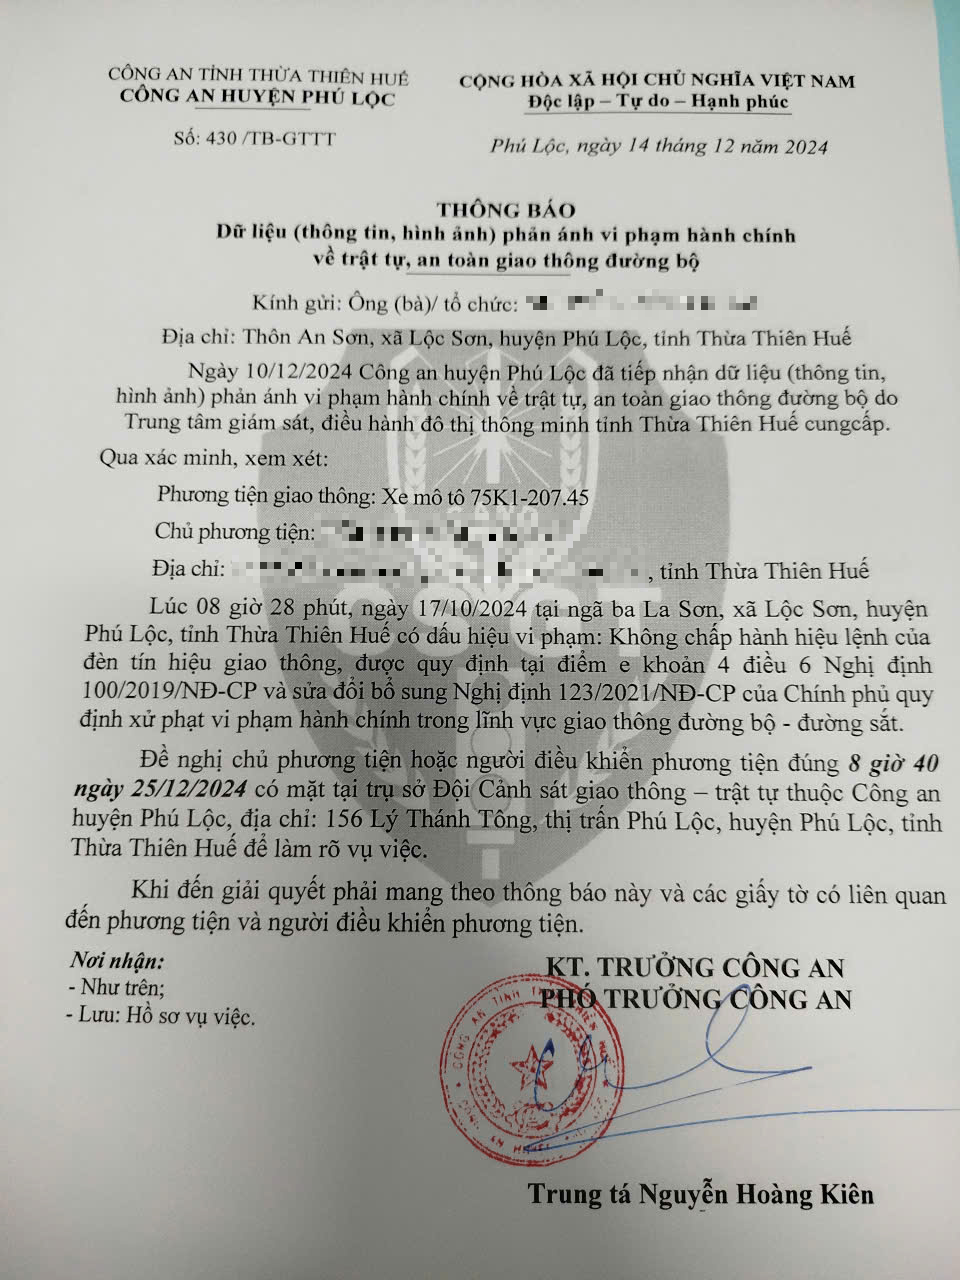 CÔNG AN TỈNH THỪA THIÊN HUẾ
CÔNG AN HUYỆN PHÚ LỘC
Số: 430 /TB-GTTT
CỘNG HÒA XÃ HỘI CHỦ NGHĨA VIỆT NAM
Độc lập – Tự do – Hạnh phúc
Phú Lộc, ngày 14 tháng 12 năm 2024
THÔNG BÁO
Dữ liệu (thông tin, hình ảnh) phản ánh vi phạm hành chính
về trật tự, an toàn giao thông đường bộ
Kính gửi: Ông (bà)/ tổ chức:
Địa chỉ: Thôn An Sơn, xã Lộc Sơn, huyện Phú Lộc, tỉnh Thừa Thiên Huế
Ngày 10/12/2024 Công an huyện Phú Lộc đã tiếp nhận dữ liệu (thông tin,
hình ảnh) phản ánh vi phạm hành chính về trật tự, an toàn giao thông đường bộ do
Trung tâm giám sát, điều hành đô thị thông minh tỉnh Thừa Thiên Huế cungcấp.
Qua xác minh, xem xét:
Phương tiện giao thông: Xe mô tô 75K1-207.45
Chủ phương tiện:
Địa chỉ: , tỉnh Thừa Thiên Huế
Lúc 08 giờ 28 phút, ngày 17/10/2024 tại ngã ba La Sơn, xã Lộc Sơn, huyện
Phú Lộc, tỉnh Thừa Thiên Huế có dấu hiệu vi phạm: Không chấp hành hiệu lệnh của
đèn tín hiệu giao thông, được quy định tại điểm e khoản 4 điều 6 Nghị định
100/2019/NĐ-CP và sửa đổi bổ sung Nghị định 123/2021/NĐ-CP của Chính phủ quy
định xử phạt vi phạm hành chính trong lĩnh vực giao thông đường bộ - đường sắt.
Đề nghị chủ phương tiện hoặc người điều khiển phương tiện đúng 8 giờ 40
ngày 25/12/2024 có mặt tại trụ sở Đội Cảnh sát giao thông – trật tự thuộc Công an
huyện Phú Lộc, địa chỉ: 156 Lý Thánh Tông, thị trấn Phú Lộc, huyện Phú Lộc, tỉnh
Thừa Thiên Huế để làm rõ vụ việc.
Khi đến giải quyết phải mang theo thông báo này và các giấy tờ có liên quan
đến phương tiện và người điều khiển phương tiện.
Nơi nhận:
- Như trên;
- Lưu: Hồ sơ vụ việc.
KT. TRƯỞNG CÔNG AN
PHÓ TRƯỞNG CÔNG AN
Trung tá Nguyễn Hoàng Kiên
CSGT